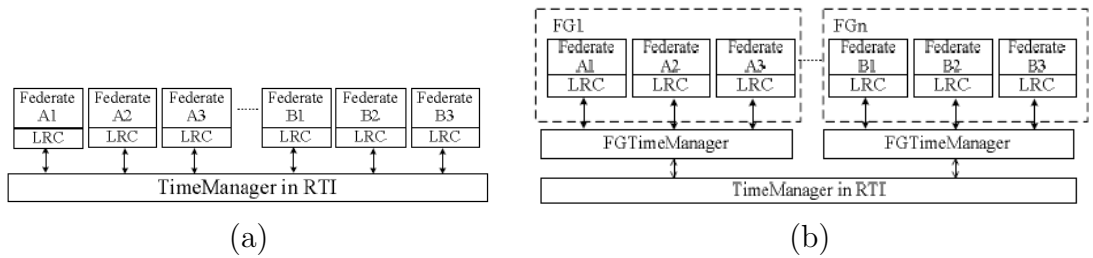 Federate A1 LRC
Federate A2 LRC
Federate A3 LRC
Federate B1 LRC
Federate B2 LRC
Federate B3 LRC
TimeManager in RTI
(a)
FG1
Federate A1 LRC
Federate A2 LRC
Federate A3 LRC
FGTimeManager
FGn
Federate B1 LRC
Federate B2 LRC
Federate B3 LRC
FGTimeManager
TimeManager in RTI
(b)